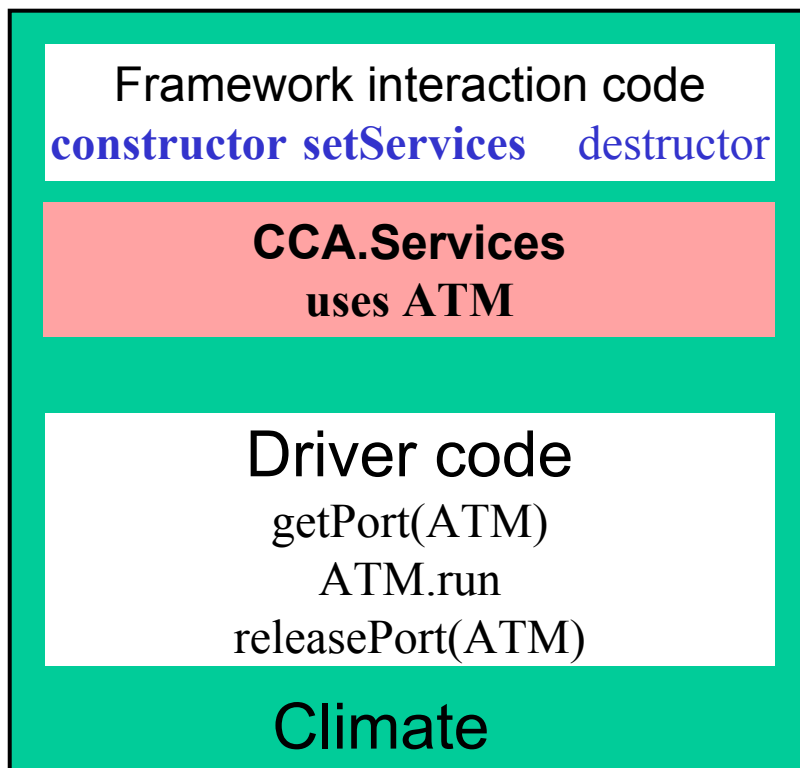 Framework interaction code
constructor setServices destructor
CCA.Services
uses ATM
Driver code
getPort(ATM)
ATM.run
releasePort(ATM)
Climate